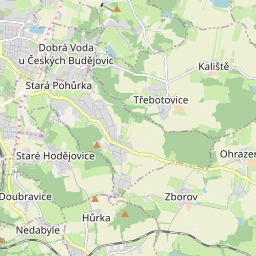 Dobrá Voda
u Českých Budějovic
Kaliště
Stará Pohůrka
Třebotovice
Staré Hodějovice
Ohrazen
Doubravice
Zborov
Hůrka
Nedabyle